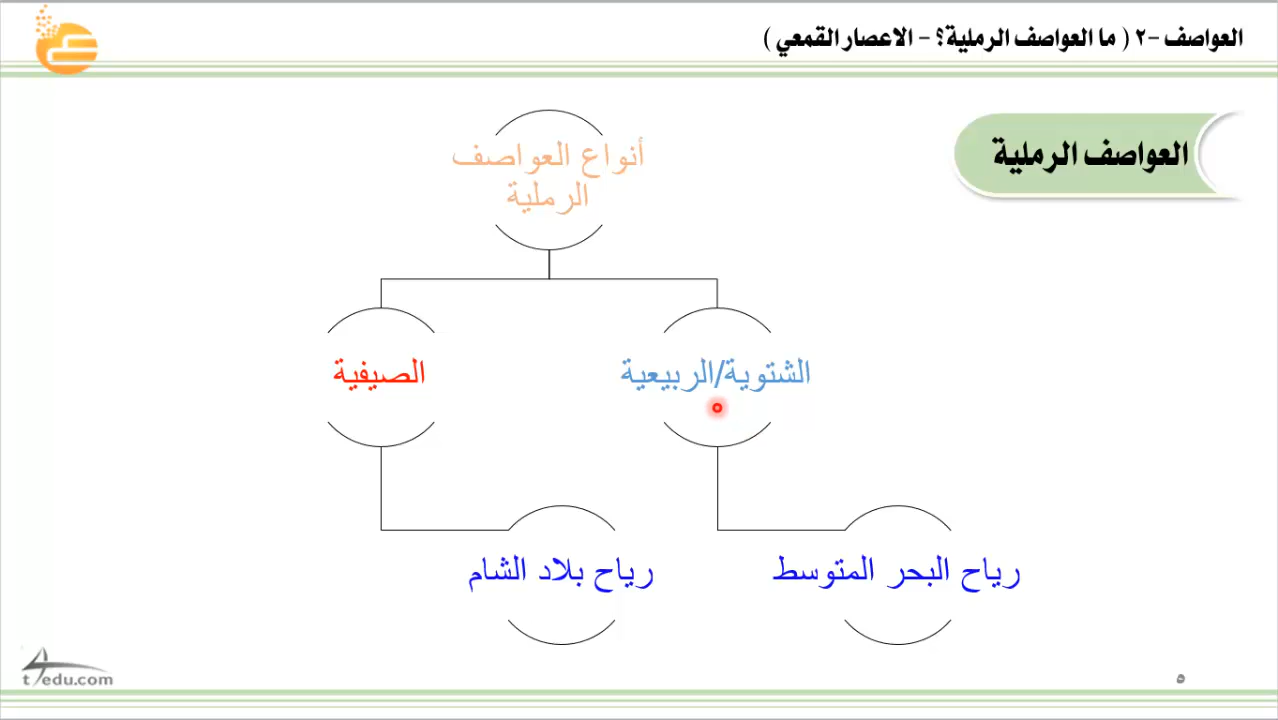 العواصف -٢ ( ما العواصف الرملية؟ - الاعصار القمعي )
العواصف الرملية
أنواع العواصف
الرملية
الشتوية/الربيعية
الصيفية
رياح البحر المتوسط
رياح بلاد الشام
t4edu.com
٥